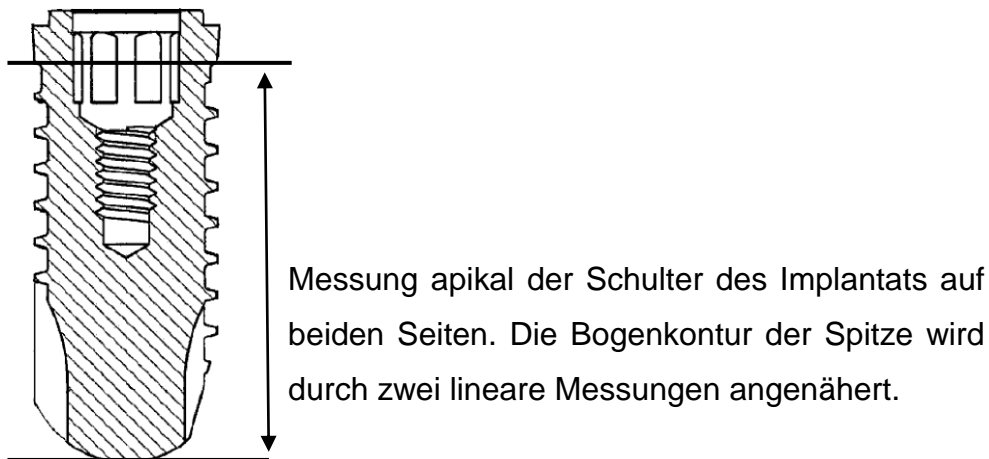 Messung apikal der Schulter des Implantats auf
beiden Seiten. Die Bogenkontur der Spitze wird
durch zwei lineare Messungen angenähert.